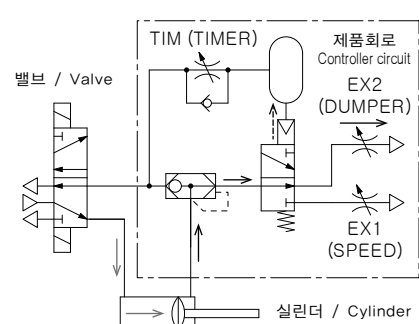 TIM (TIMER)
제품회로
Controller circuit
밸브 / Valve
EX2
(DUMPER)
EX1
(SPEED)
실린더 / Cylinder